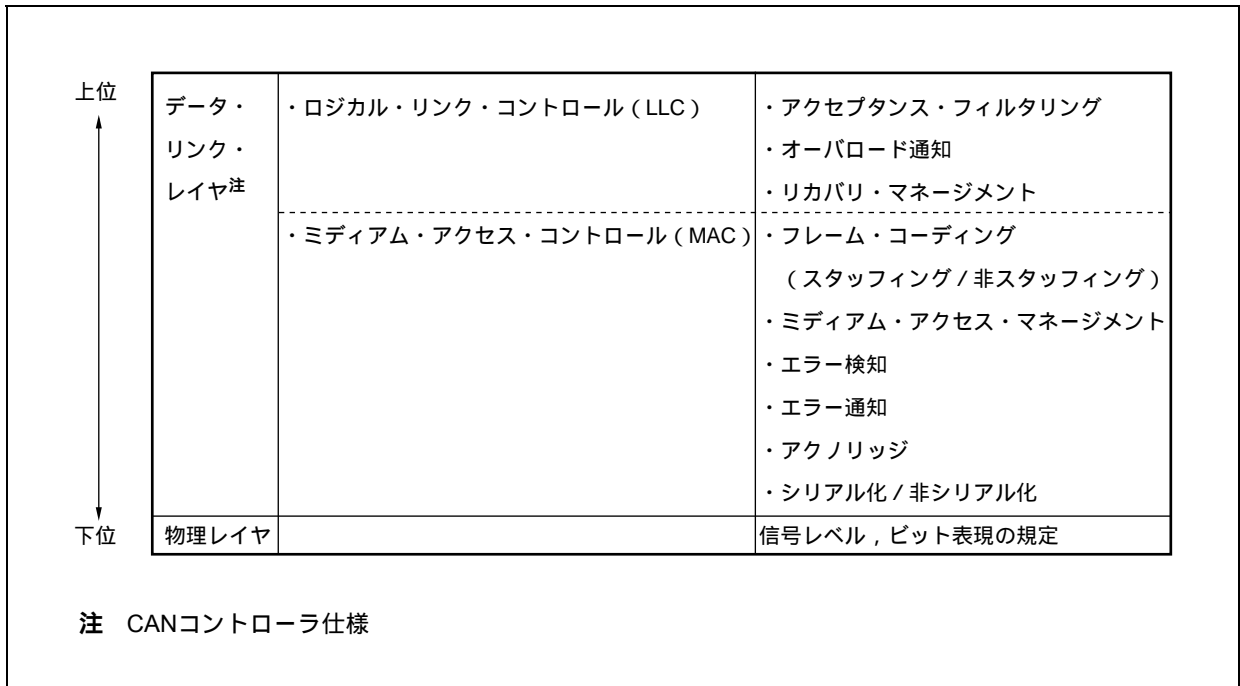 上位
データ・
リンク・
レイヤ注
・ロジカル・リンク・コントロール（LLC）
・アクセプタンス・フィルタリング
・オーバロード通知
・リカバリ・マネージメント
・ミディアム・アクセス・コントロール（MAC）
・フレーム・コーディング
（スタッフィング／非スタッフィング）
・ミディアム・アクセス・マネージメント
・エラー検知
・エラー通知
・アクノリッジ
・シリアル化／非シリアル化
下位
物理レイヤ
信号レベル，ビット表現の規定
注　CANコントローラ仕様